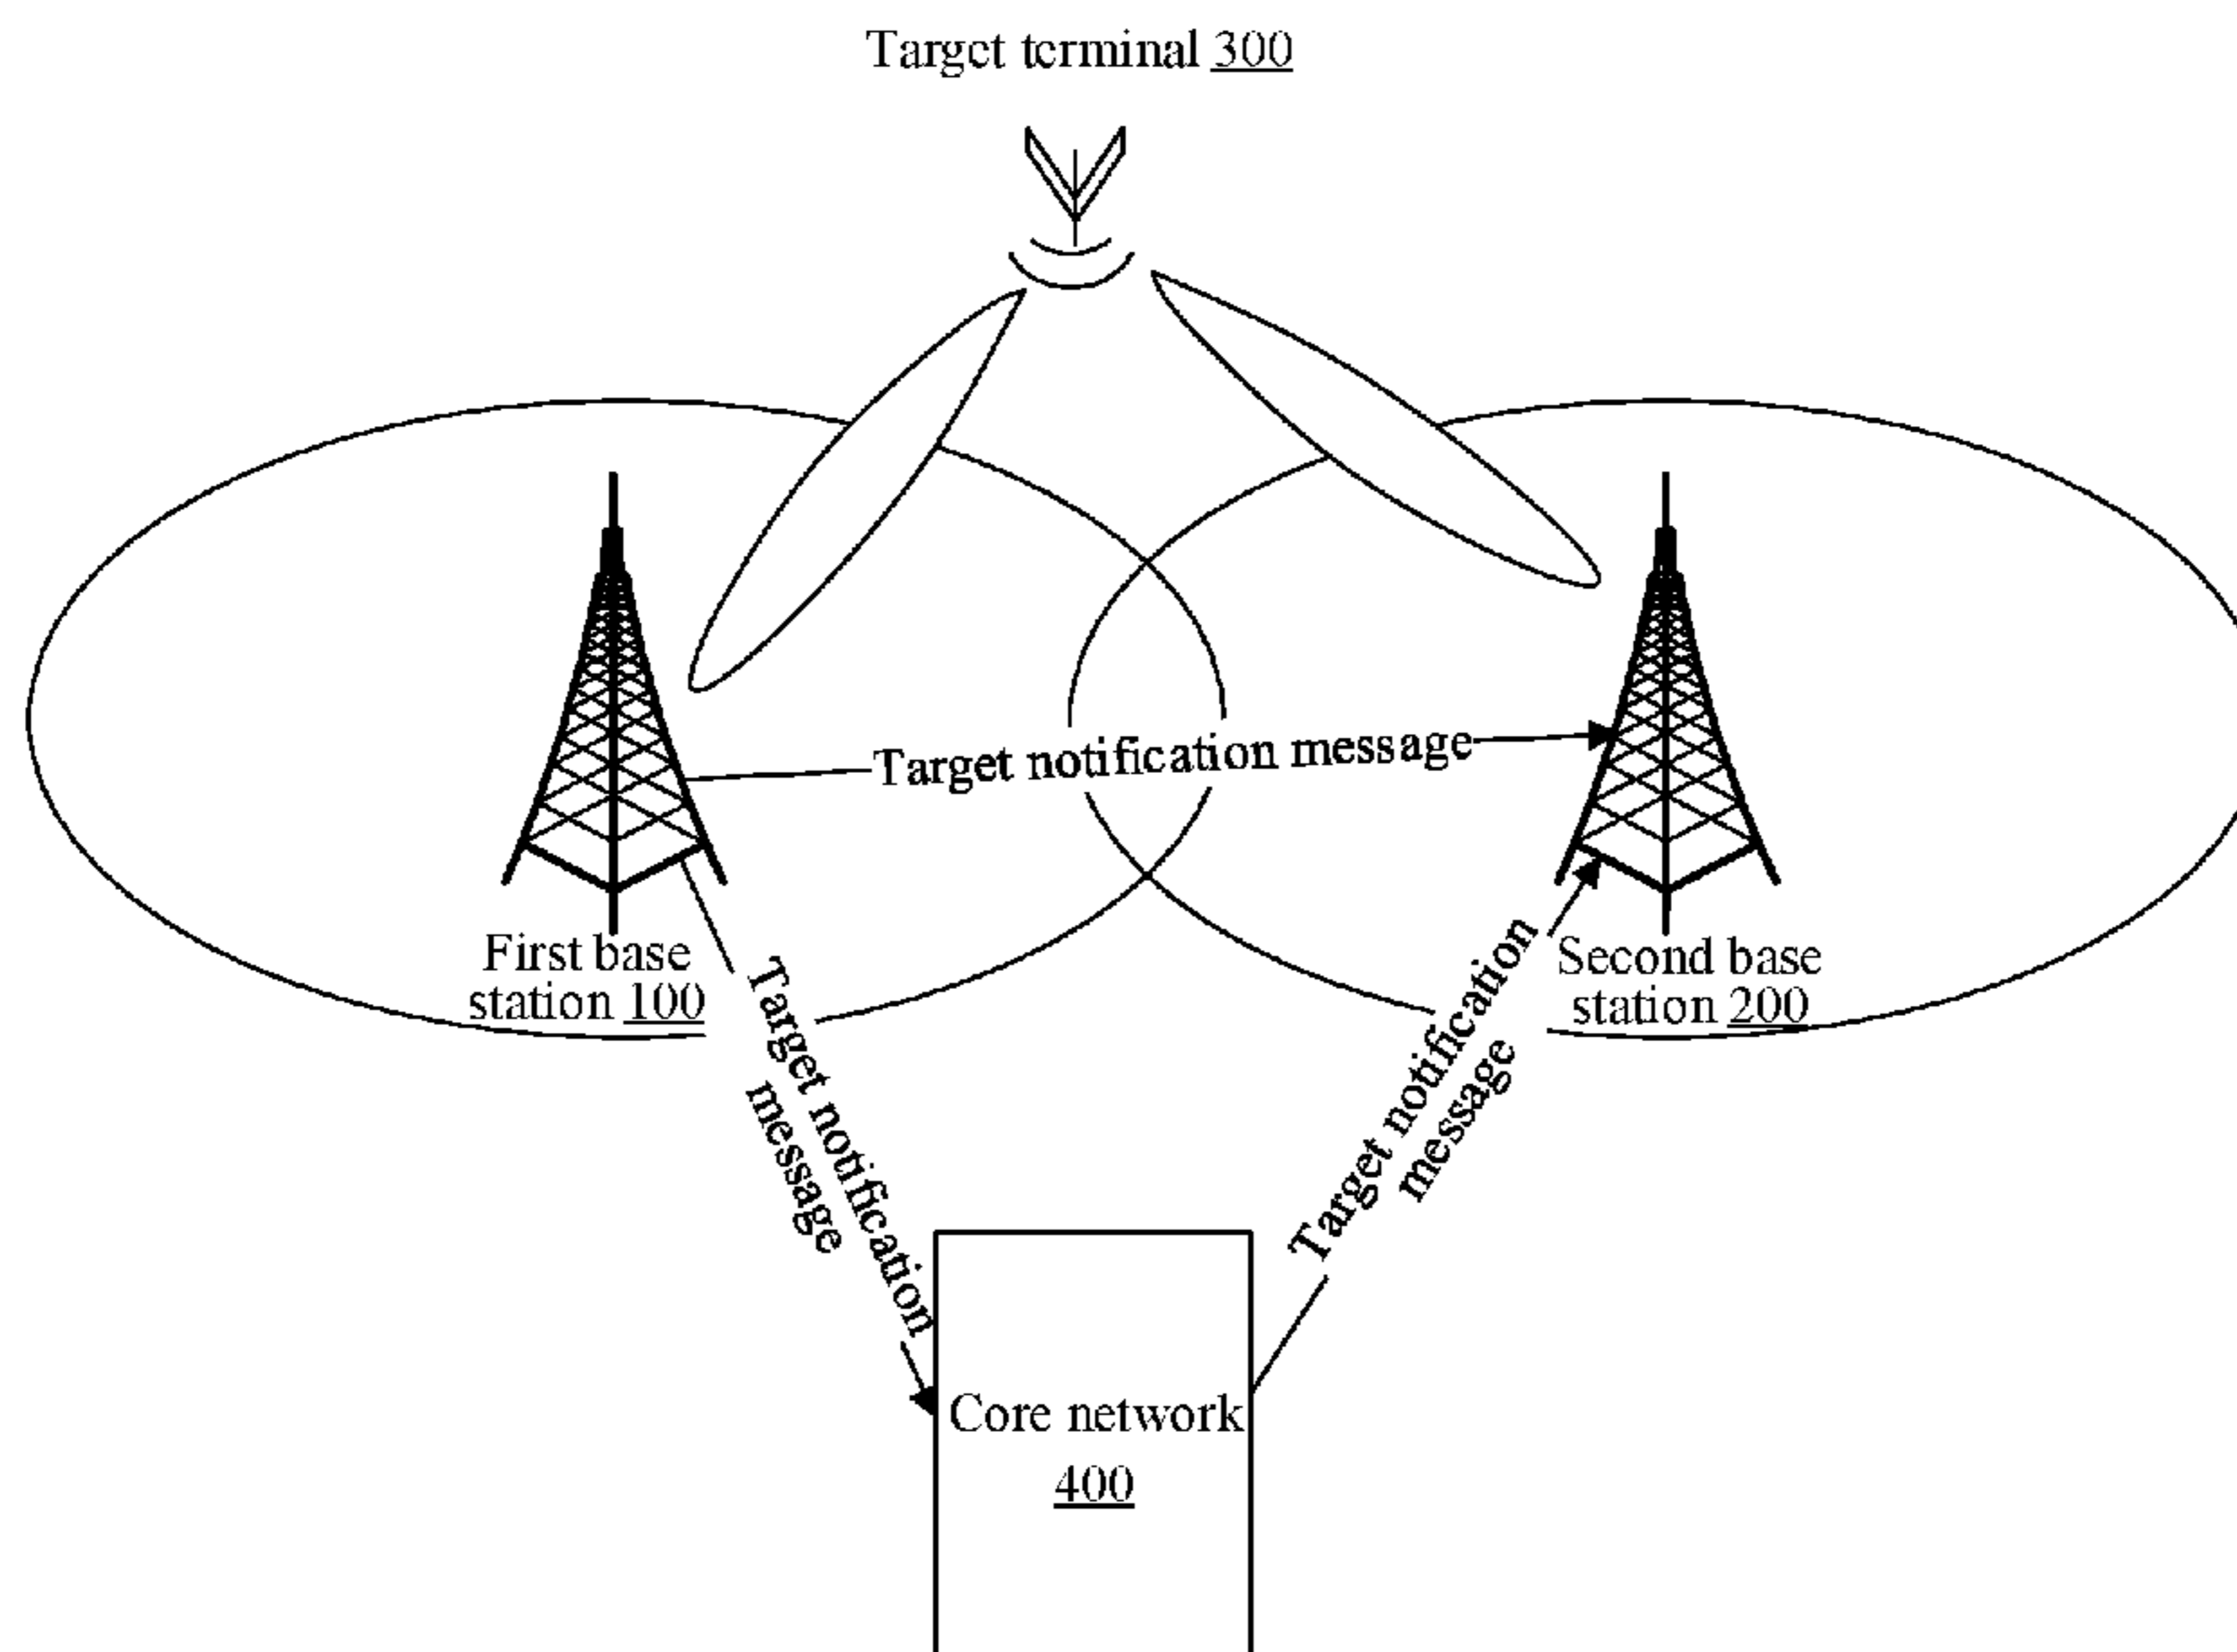 Target terminal 300
Target notification message
First base
station 100
Second base
station 200
Target notification
message
Target notification
message
Core network
400